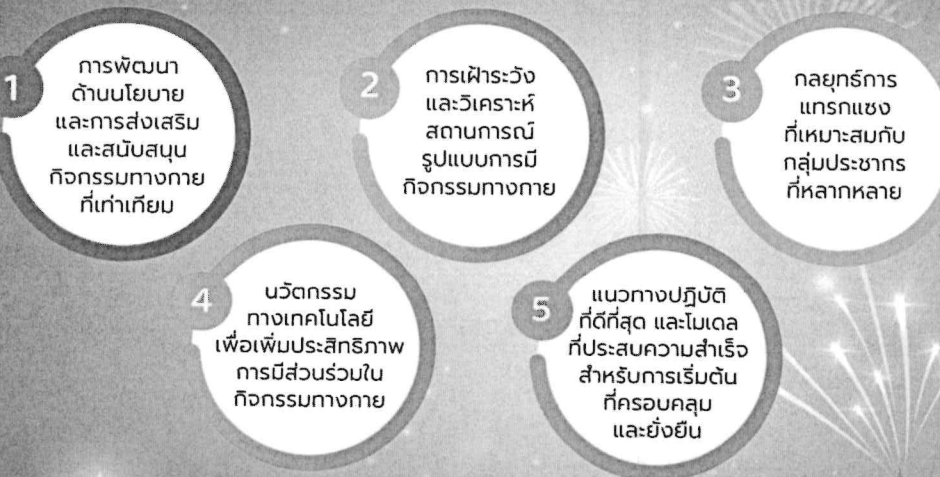 1
การพัฒนา
ด้านนโยบาย
และการส่งเสริม
และสนับสนุน
กิจกรรมทางกาย
ที่เท่าเทียม
2
การเฝ้าระวัง
และวิเคราะห์
สถานการณ์
รูปแบบการมี
กิจกรรมทางกาย
3
กลยุทธ์การ
แทรกแซง
ที่เหมาะสมกับ
กลุ่มประชากร
ที่หลากหลาย
4
นวัตกรรม
ทางเทคโนโลยี
เพื่อเพิ่มประสิทธิภาพ
การมีส่วนร่วมใน
กิจกรรมทางกาย
5
แนวทางปฏิบัติ
ที่ดีที่สุด และโมเดล
ที่ประสบความสำเร็จ
สำหรับการเริ่มต้น
ที่ครอบคลุม
และยั่งยืน